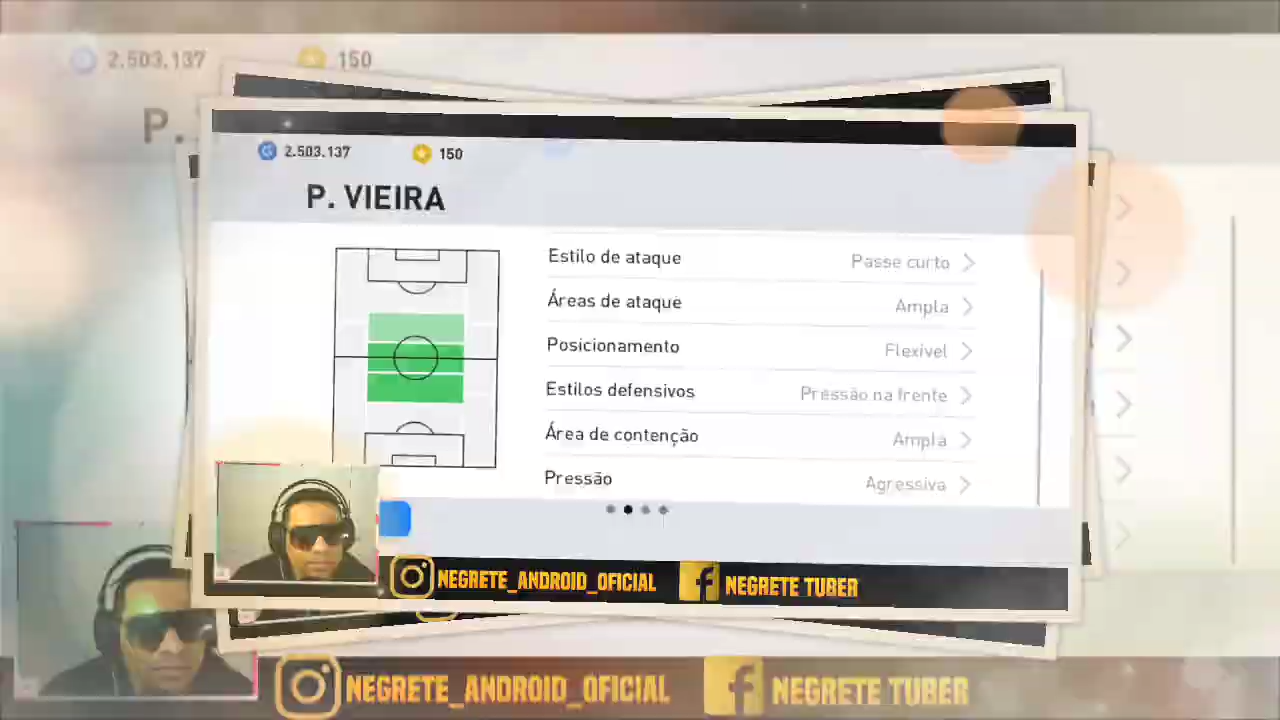 2.503.137 150
P.
2.503.137 150
P. VIEIRA
Estilo de ataque Passe curto
Áreas de ataque Ampla
Posicionamento Flexível
Estilos defensivos Pressão na frente
Área de contenção Ampla
Pressão Agressiva
NEGRETE_ANDROID_OFICIAL NEGRETE TUBER
NEGRETE_ANDROID_OFICIAL NEGRETE TUBER